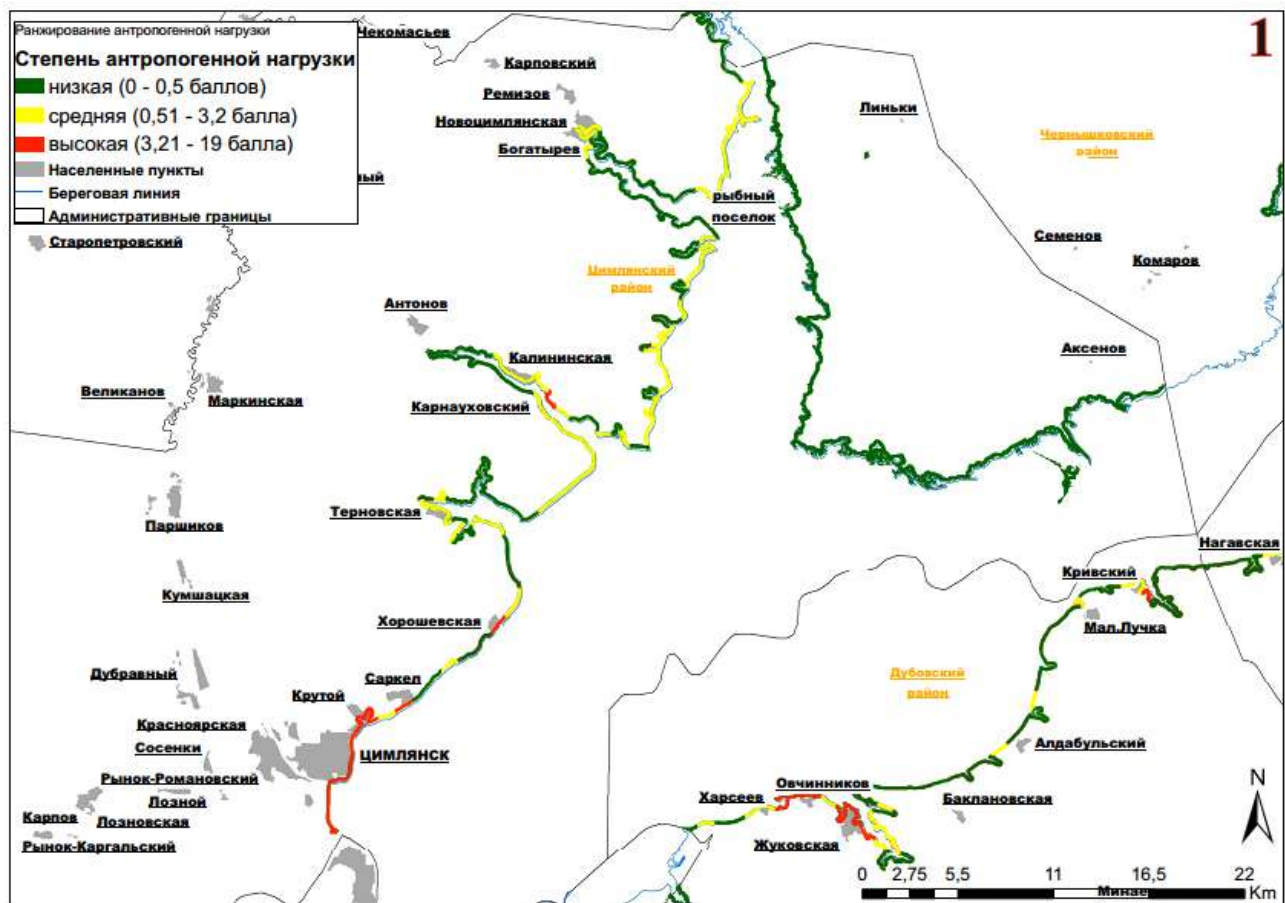 Ранжирование антропогенной нагрузки
Степень антропогенной нагрузки
низкая (0 - 0,5 баллов)
средняя (0,51 - 3,2 балла)
высокая (3,21 - 19 балла)
Населенные пункты
Береговая линия
Административные границы
1
Чекомасьев
Карповский
Ремизов
Новоцимлянская
Богатырев
ый
Старопетровский
Линьки
Чернышковский
район
рыбный
поселок
Семенов
Комаров
Цимлянский
район
Антонов
Калининская
Аксенов
Великанов
Маркинская
Карнауховский
Паршиков
Терновская
Нагавская
Кривский
Кумшацкая
Хорошевская
Мал.Лучка
Дубравный
Саркел
Крутой
Дубовский
район
Красноярская
Сосенки
ЦИМЛЯНСК
Алдабульский
Рынок-Романовский
Овчинников
Харсеев
Баклановская
Лозной
Карпов
Лозновская
Рынок-Каргальский
Жуковская
N
0 2,75 5,5 11 16,5 22
Km
Минае